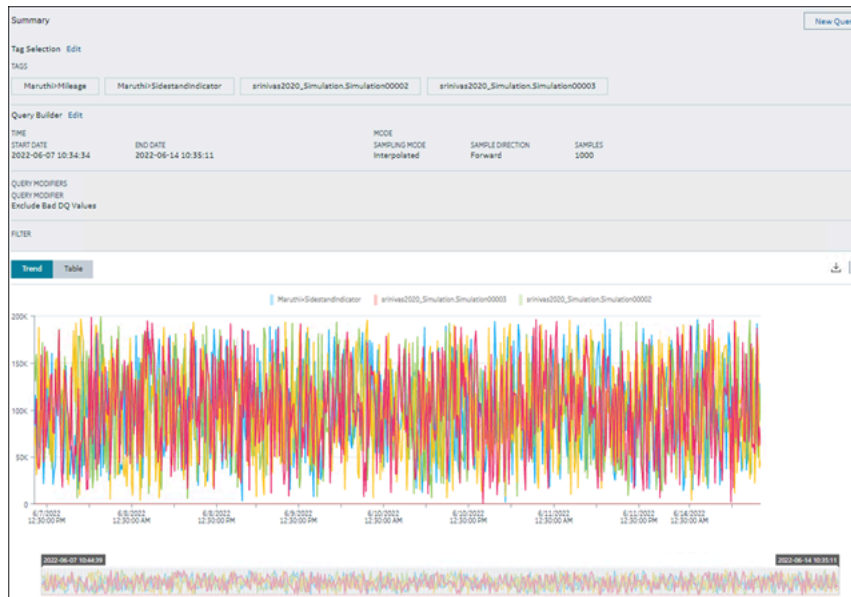 Summary
New Quer
Tag Selection Edit
TAGS
Maruthi>Mileage Maruthi>SidestandIndicator srinivas2020_Simulation.Simulation00002 srinivas2020_Simulation.Simulation00003
Query Builder Edit
TIME MODE
START DATE END DATE SAMPLING MODE SAMPLE DIRECTION SAMPLES
2022-06-07 10:34:34 2022-06-14 10:35:11 Interpolated Forward 1000
QUERY MODIFIERS
QUERY MODIFIER
Exclude Bad DQ Values
FILTER
Trend Table
Maruthi>SidestandIndicator srinivas2020_Simulation.Simulation00003 srinivas2020_Simulation.Simulation00002
200K
150K
100K
50K
0
6/7/2022 6/8/2022 6/8/2022 6/9/2022 6/10/2022 6/10/2022 6/11/2022 6/11/2022 6/14/2022
12:30:00 PM 12:30:00 AM 12:30:00 PM 12:30:00 PM 12:30:00 AM 12:30:00 PM 12:30:00 AM 12:30:00 PM 12:30:00 AM
2022-06-07 10:44:39 2022-06-14 10:35:11